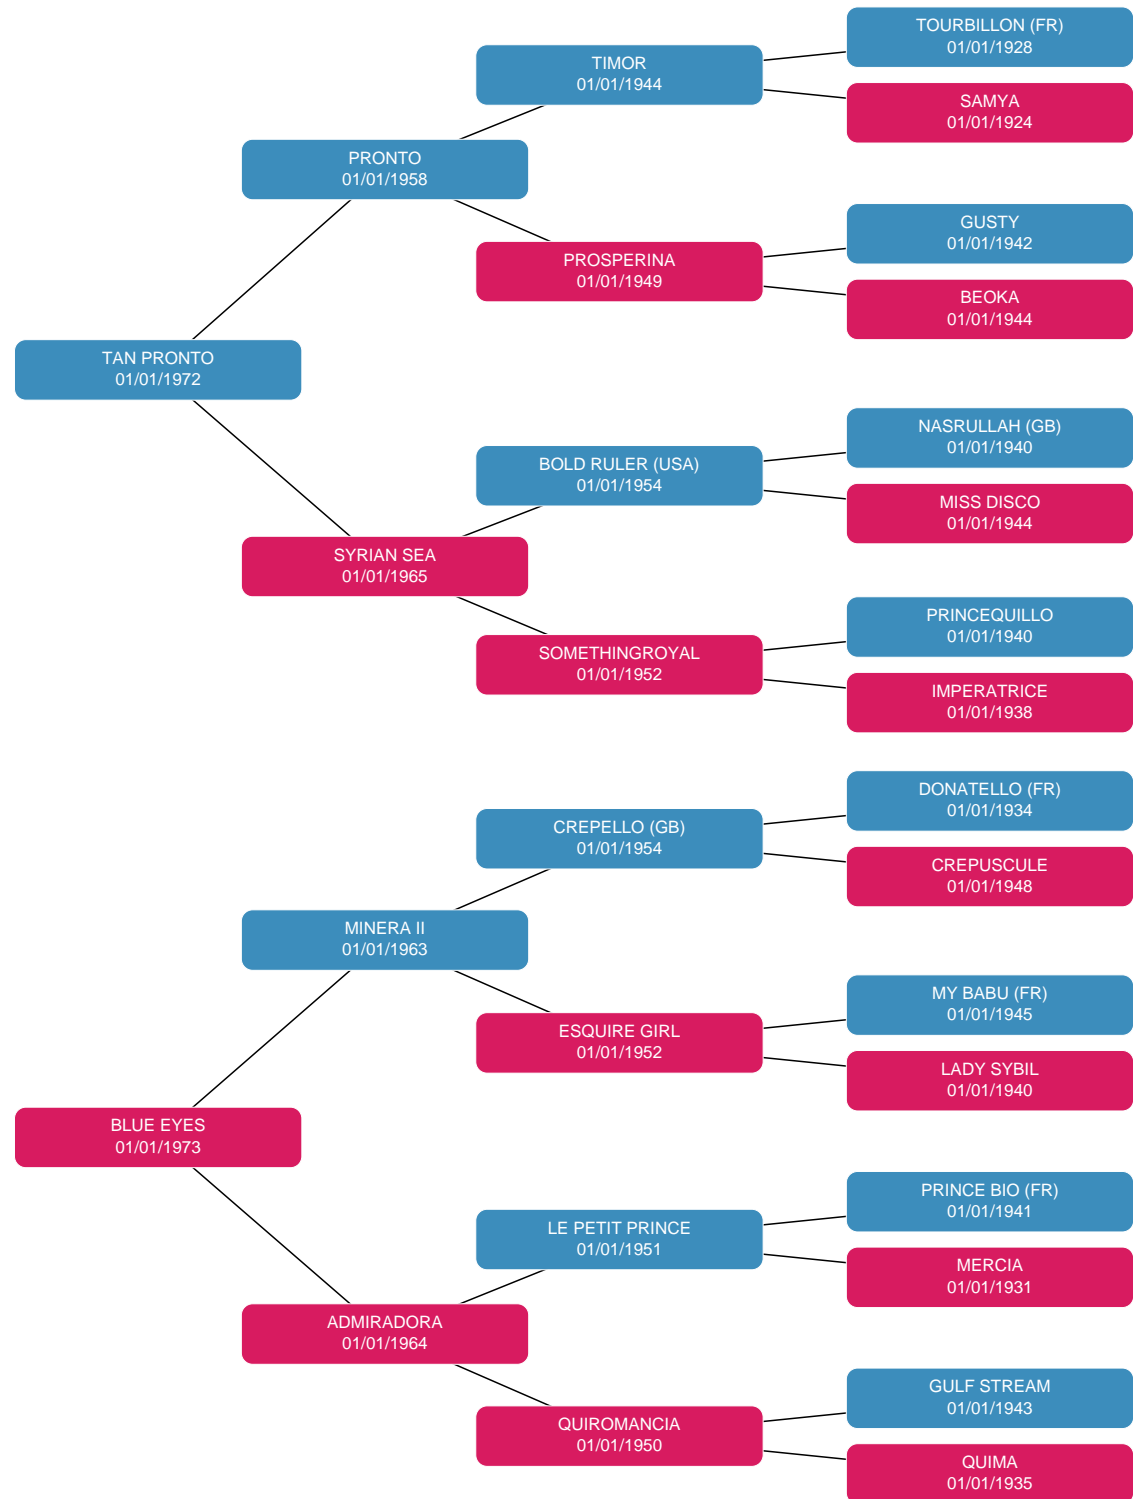 TOURBILLON (FR)
01/01/1928
TIMOR
01/01/1944
SAMYA
01/01/1924
PRONTO
01/01/1958
GUSTY
01/01/1942
PROSPERINA
01/01/1949
BEOKA
01/01/1944
TAN PRONTO
01/01/1972
NASRULLAH (GB)
01/01/1940
BOLD RULER (USA)
01/01/1954
MISS DISCO
01/01/1944
SYRIAN SEA
01/01/1965
PRINCEQUILLO
01/01/1940
SOMETHINGROYAL
01/01/1952
IMPERATRICE
01/01/1938
DONATELLO (FR)
01/01/1934
CREPELLO (GB)
01/01/1954
CREPUSCULE
01/01/1948
MINERA II
01/01/1963
MY BABU (FR)
01/01/1945
ESQUIRE GIRL
01/01/1952
LADY SYBIL
01/01/1940
BLUE EYES
01/01/1973
PRINCE BIO (FR)
01/01/1941
LE PETIT PRINCE
01/01/1951
MERCIA
01/01/1931
ADMIRADORA
01/01/1964
GULF STREAM
01/01/1943
QUIROMANCIA
01/01/1950
QUIMA
01/01/1935